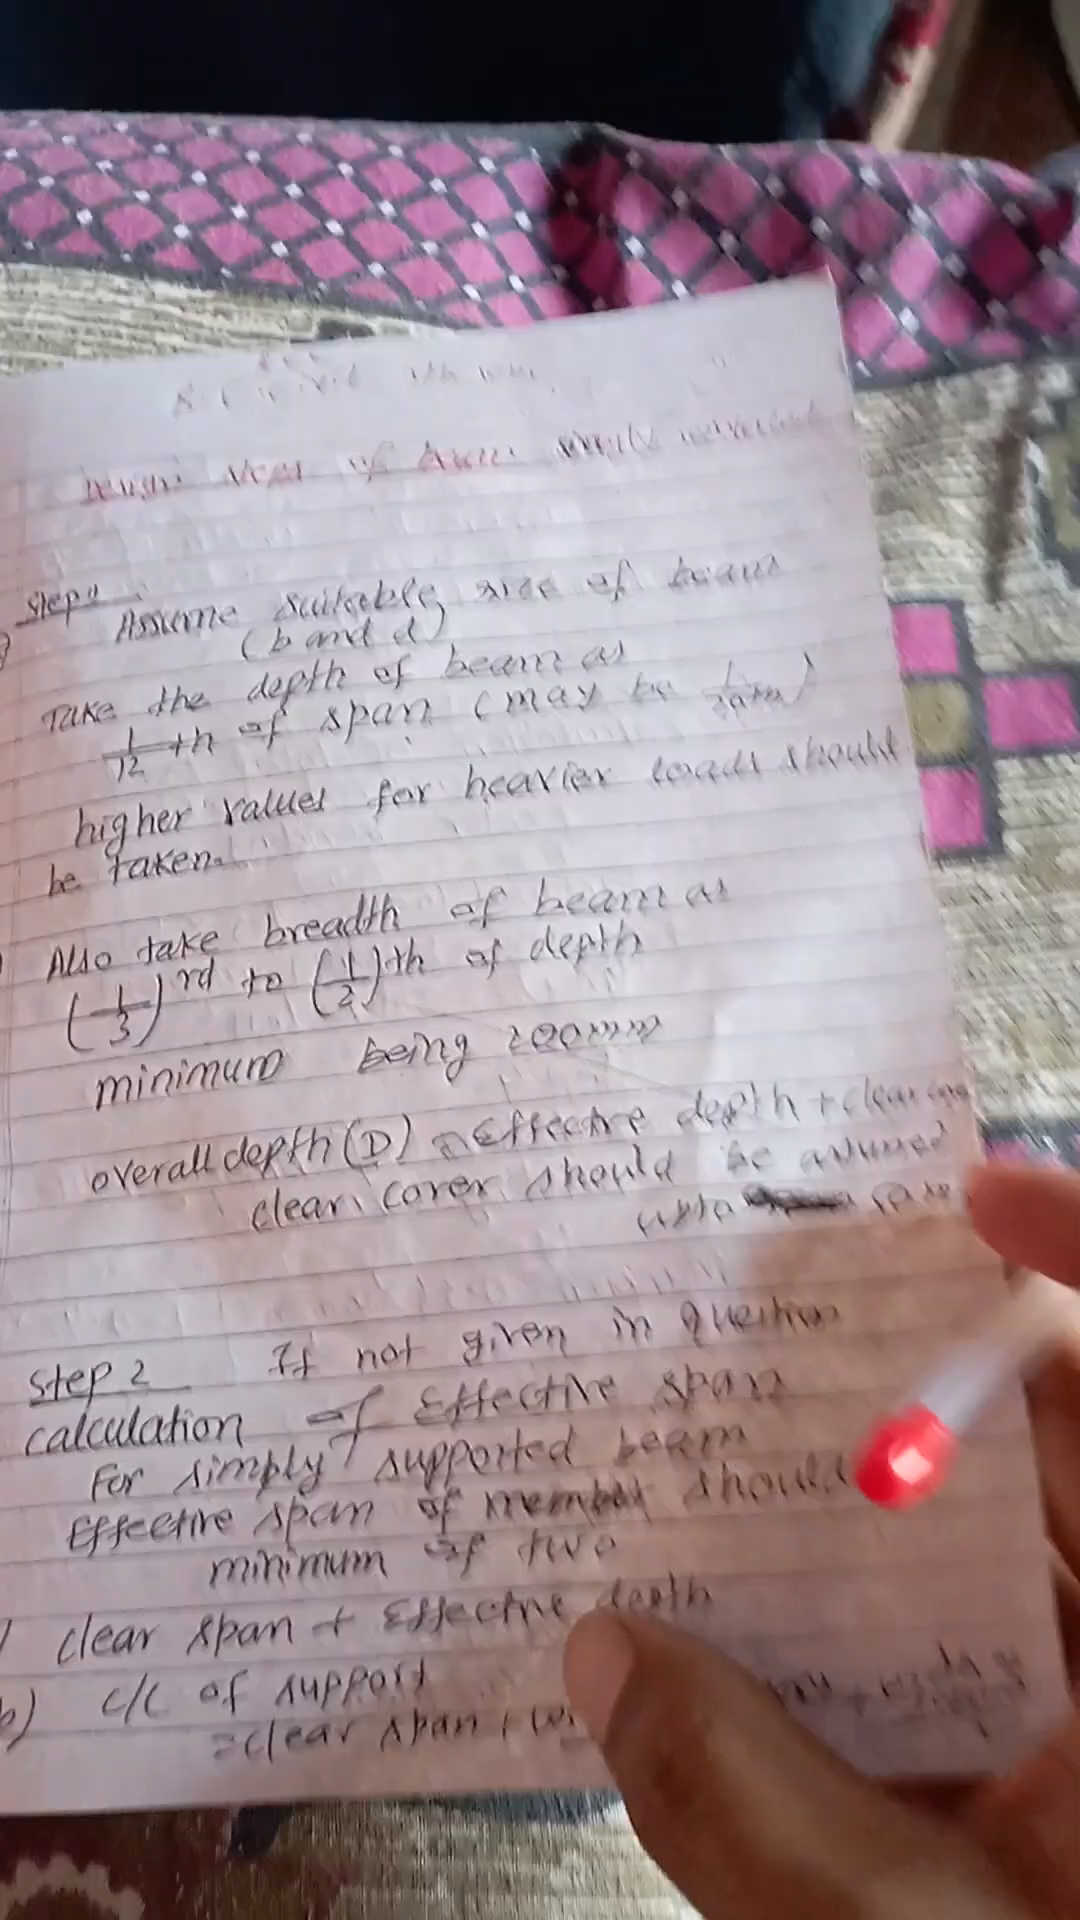 of
Step 1
Assume suitable size of beam
(b and d)
Take the depth of beam as
1/12 th of span (may be
higher values for heavier loads should
be taken.
Also take breadth of beam as
(1/3)rd to (1/2)th of depth
minimum being 200mm
overall depth (D) = Effective depth + clear
clear cover should be assumed
upto
Step 2 If not given in question
calculation of Effective span
For simply supported beam
Effective span of member should
minimum of two
clear span + Effective depth
b) c/c of support
= clear span + wi